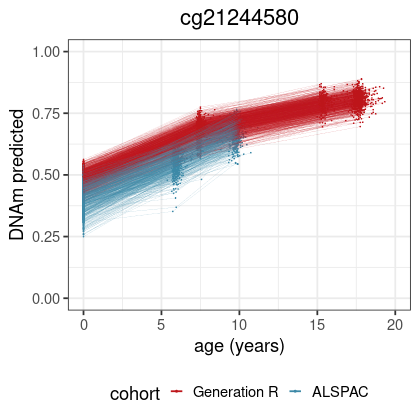 cg21244580
1.00
0.75
0.50
0.25
0.00
DNAm predicted
0 5 10 15 20
age (years)
cohort Generation R ALSPAC